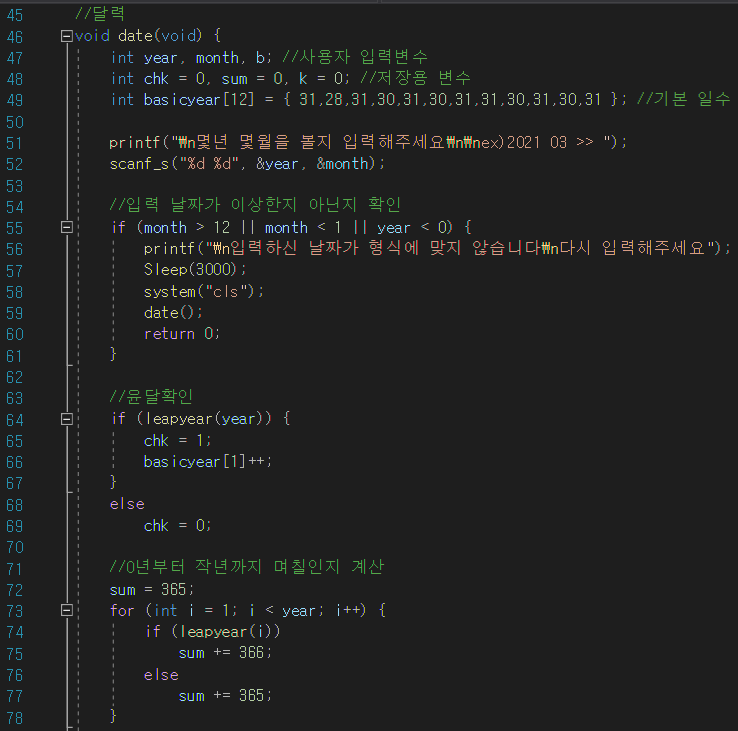 45 //달력
46 void date(void) {
47 int year, month, b; //사용자 입력변수
48 int chk = 0, sum = 0, k = 0; //저장용 변수
49 int basicyear[12] = { 31,28,31,30,31,30,31,31,30,31,30,31 }; //기본 일수
50
51 printf("₩n몇년 몇월을 볼지 입력해주세요₩n₩nex)2021 03 >> ");
52 scanf_s("%d %d", &year, &month);
53
54 //입력 날짜가 이상한지 아닌지 확인
55 if (month > 12 || month < 1 || year < 0) {
56 printf("₩n입력하신 날짜가 형식에 맞지 않습니다₩n다시 입력해주세요");
57 Sleep(3000);
58 system("cls");
59 date();
60 return 0;
61 }
62
63 //윤달확인
64 if (leapyear(year)) {
65 chk = 1;
66 basicyear[1]++;
67 }
68 else
69 chk = 0;
70
71 //0년부터 작년까지 며칠인지 계산
72 sum = 365;
73 for (int i = 1; i < year; i++) {
74 if (leapyear(i))
75 sum += 366;
76 else
77 sum += 365;
78 }